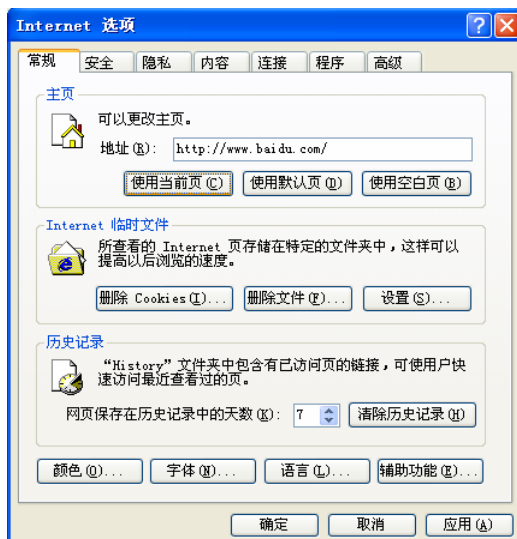 Internet 选项
常规 安全 隐私 内容 连接 程序 高级
主页
可以更改主页。
地址(R): http://www.baidu.com/
使用当前页(C) 使用默认页(D) 使用空白页(B)
Internet 临时文件
所查看的 Internet 页存储在特定的文件夹中，这样可以
提高以后浏览的速度。
删除 Cookies(I)... 删除文件(F)... 设置(S)...
历史记录
“History”文件夹中包含有已访问页的链接，可使用户快
速访问最近查看过的页。
网页保存在历史记录中的天数(K): 7 清除历史记录(H)
颜色(O)... 字体(N)... 语言(L)... 辅助功能(E)...
确定 取消 应用(A)